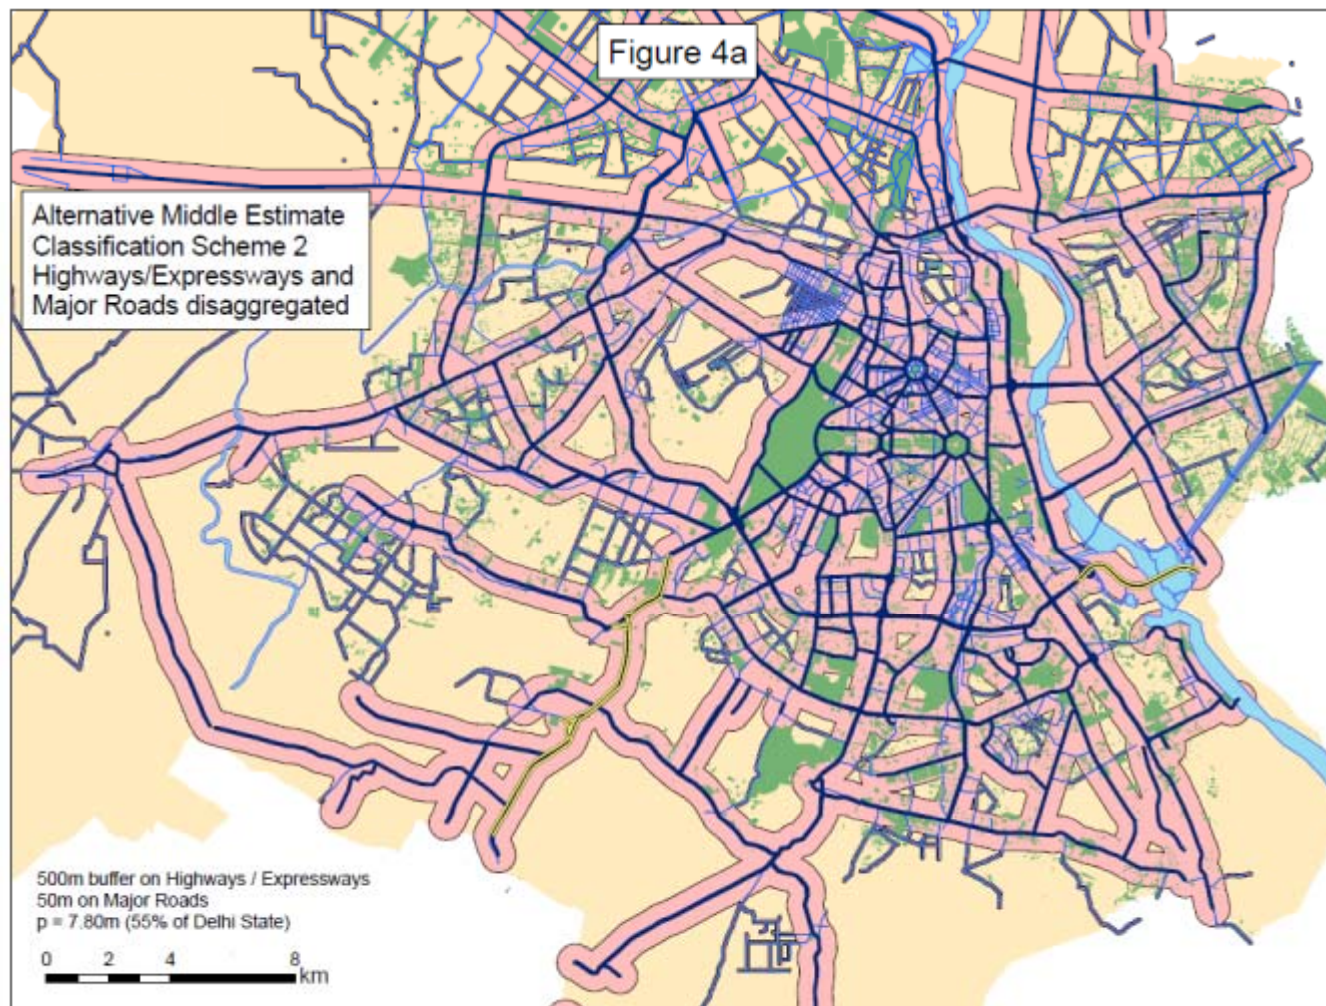 Figure 4a
Alternative Middle Estimate
Classification Scheme 2
Highways/Expressways and
Major Roads disaggregated
500m buffer on Highways / Expressways
50m on Major Roads
p = 7.80m (55% of Delhi State)
0 2 4 8
km